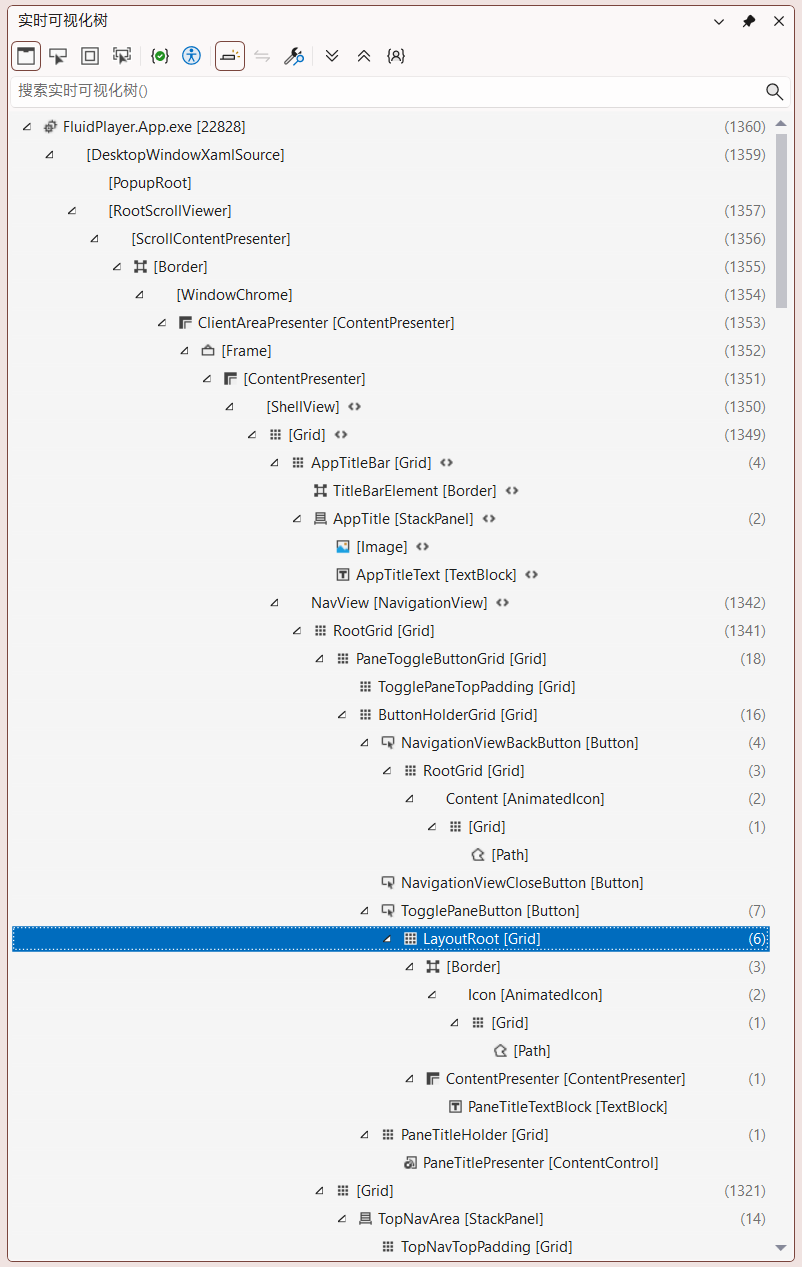 实时可视化树
搜索实时可视化树()
FluidPlayer.App.exe [22828] (1360)
[DesktopWindowXamlSource] (1359)
[PopupRoot]
[RootScrollViewer] (1357)
[ScrollContentPresenter] (1356)
[Border] (1355)
[WindowChrome] (1354)
ClientAreaPresenter [ContentPresenter] (1353)
[Frame] (1352)
[ContentPresenter] (1351)
[ShellView] (1350)
[Grid] (1349)
AppTitleBar [Grid] (4)
TitleBarElement [Border]
AppTitle [StackPanel] (2)
[Image]
AppTitleText [TextBlock]
NavView [NavigationView] (1342)
RootGrid [Grid] (1341)
PaneToggleButtonGrid [Grid] (18)
TogglePaneTopPadding [Grid]
ButtonHolderGrid [Grid] (16)
NavigationViewBackButton [Button] (4)
RootGrid [Grid] (3)
Content [AnimatedIcon] (2)
[Grid] (1)
[Path]
NavigationViewCloseButton [Button]
TogglePaneButton [Button] (7)
LayoutRoot [Grid] (6)
[Border] (3)
Icon [AnimatedIcon] (2)
[Grid] (1)
[Path]
ContentPresenter [ContentPresenter] (1)
PaneTitleTextBlock [TextBlock]
PaneTitleHolder [Grid] (1)
PaneTitlePresenter [ContentControl]
[Grid] (1321)
TopNavArea [StackPanel] (14)
TopNavTopPadding [Grid]